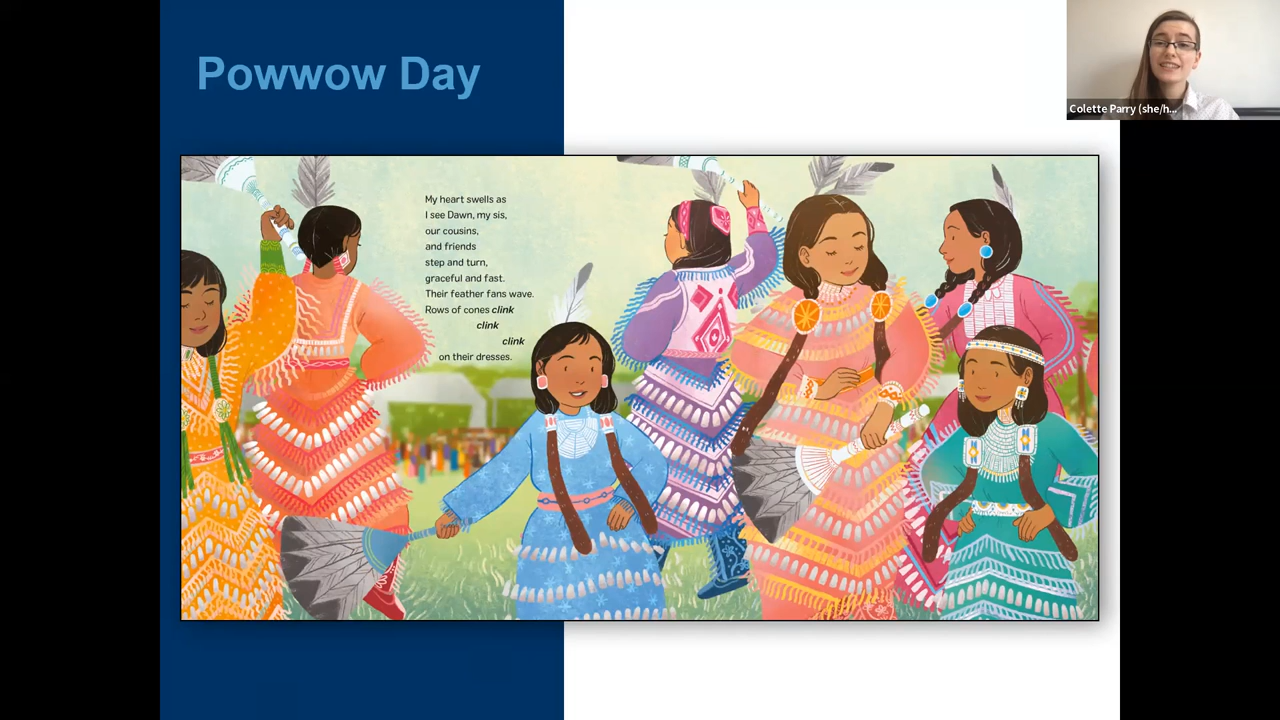 Powwow Day
Colette Parry (she/h...
My heart swells as
I see Dawn, my sis,
our cousins,
and friends
step and turn,
graceful and fast.
Their feather fans wave.
Rows of cones clink
clink
clink
on their dresses.